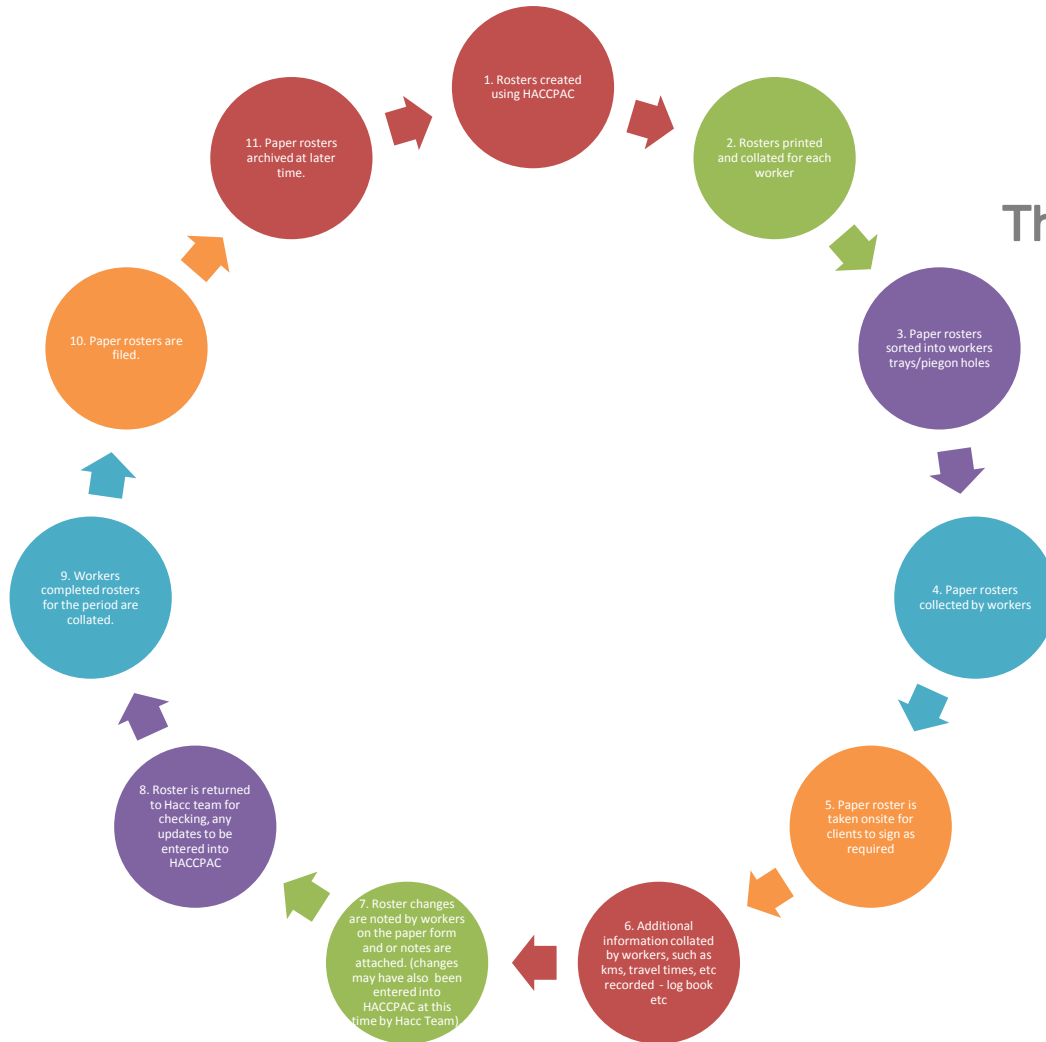 1. Rosters created
using HACCPAC
2. Rosters printed
and collated for each
worker
Th
3. Paper rosters
sorted into workers
trays/piegon holes
4. Paper rosters
collected by workers
5. Paper roster is
taken onsite for
clients to sign as
required
6. Additional
information collated
by workers, such as
kms, travel times, etc
recorded - log book
etc
7. Roster changes
are noted by workers
on the paper form
and or notes are
attached. (changes
may have also been
entered into
HACCPAC at this
time by Hacc Team)
8. Roster is returned
to Hacc team for
checking, any
updates to be
entered into
HACCPAC
9. Workers
completed rosters
for the period are
collated.
10. Paper rosters are
filed.
11. Paper rosters
archived at later
time.